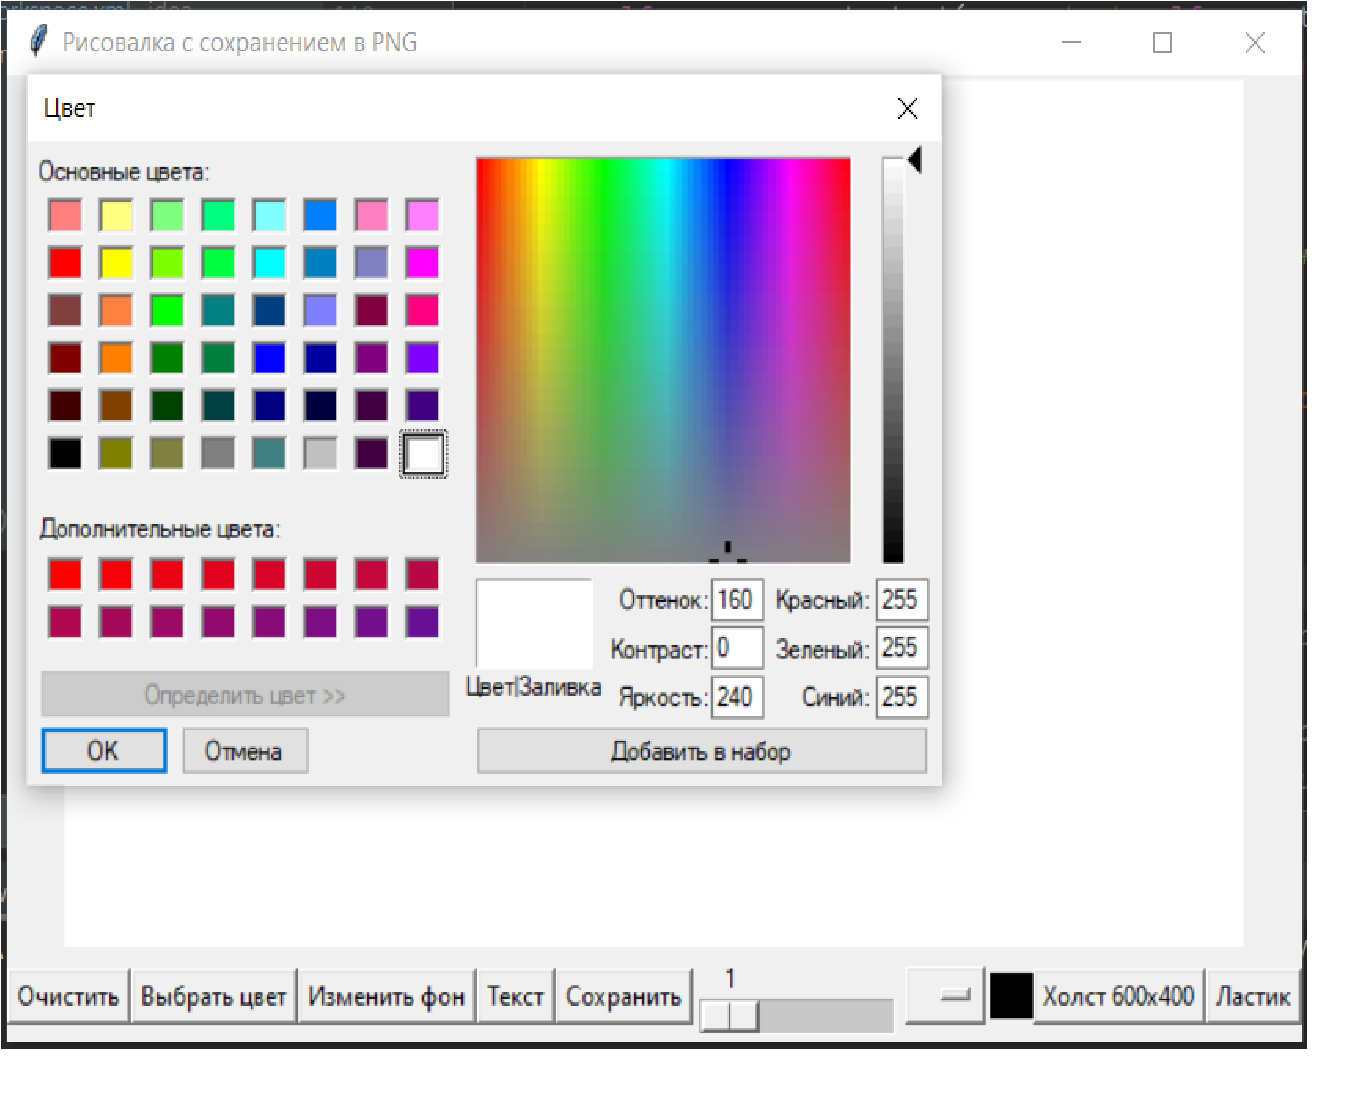 Рисовалка с сохранением в PNG
Цвет
Основные цвета:
Дополнительные цвета:
Определить цвет >>
ОК
Отмена
Цвет|Заливка
Оттенок: 160 Красный: 255
Контраст: 0 Зеленый: 255
Яркость: 240 Синий: 255
Добавить в набор
1
Очистить Выбрать цвет Изменить фон Текст Сохранить Холст 600x400 Ластик